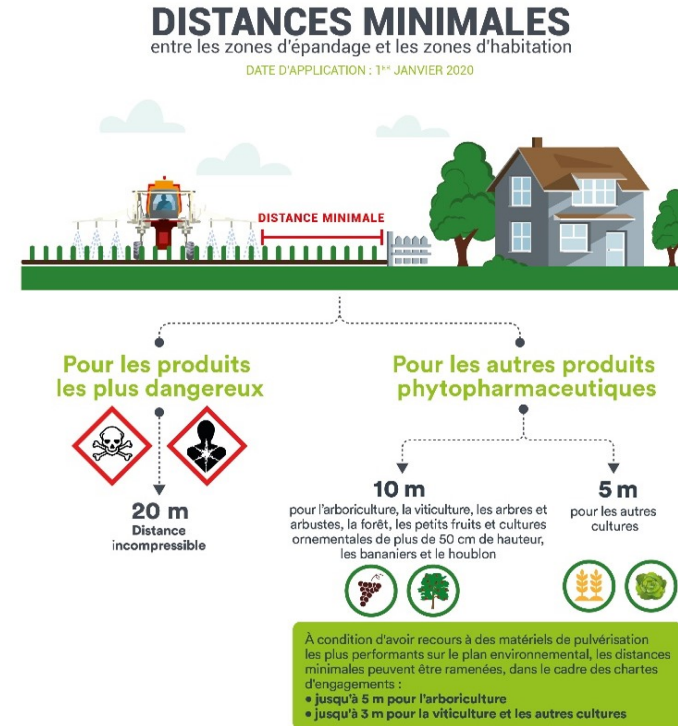 DISTANCES MINIMALES
entre les zones d'épandage et les zones d'habitation
DATE D'APPLICATION : 1er JANVIER 2020
DISTANCE MINIMALE
Pour les produits
les plus dangereux
20 m
Distance
incompressible
Pour les autres produits
phytopharmaceutiques
10 m
pour l'arboriculture, la viticulture, les arbres et
arbustes, la forêt, les petits fruits et cultures
ornementales de plus de 50 cm de hauteur,
les bananiers et le houblon
5 m
pour les autres
cultures
À condition d'avoir recours à des matériels de pulvérisation
les plus performants sur le plan environnemental, les distances
minimales peuvent être ramenées, dans le cadre des chartes
d'engagements :
• jusqu'à 5 m pour l'arboriculture
• jusqu'à 3 m pour la viticulture et les autres cultures